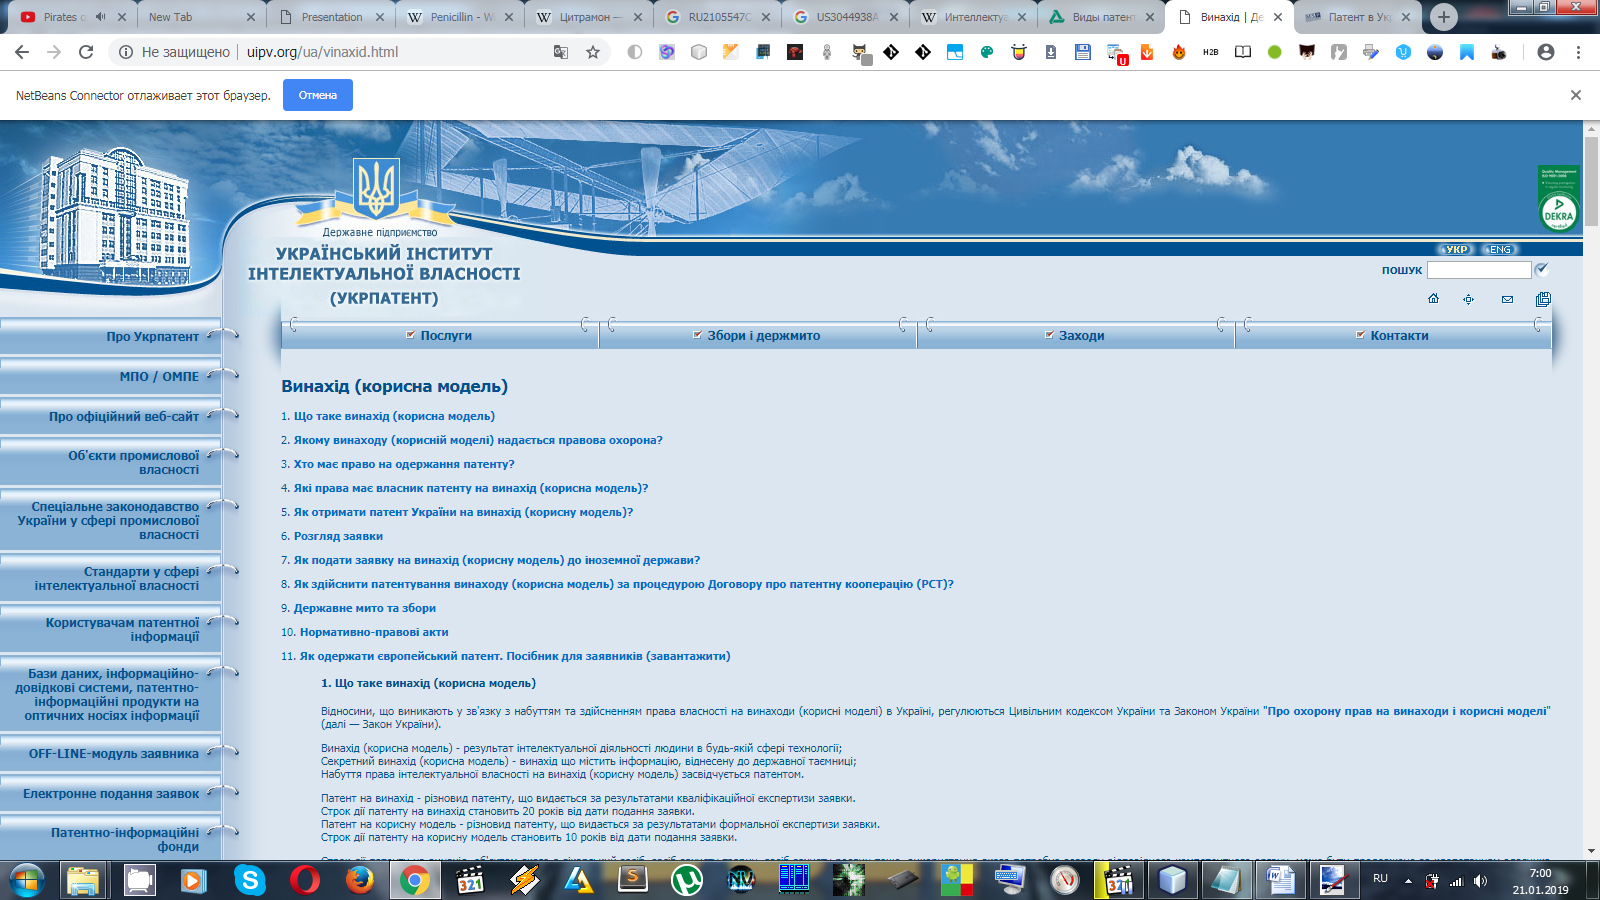 Pirates o
New Tab
Presentation
Penicillin - W
Цитрамон —
RU2105547C
US3044938A
Интеллектуа
Виды патент
Винахід | Де
Патент в Укр
Не защищено | uipv.org/ua/vinaxid.html
H2B
U
NetBeans Connector отлаживает этот браузер.
Отмена
Державне підприємство
УКРАЇНСЬКИЙ ІНСТИТУТ
ІНТЕЛЕКТУАЛЬНОЇ ВЛАСНОСТІ
(УКРПАТЕНТ)
DEKRA
УКР
ENG
ПОШУК
Послуги
Збори і держмито
Заходи
Контакти
Про Укрпатент
МПО / ОМПЕ
Про офіційний веб-сайт
Об'єкти промислової
власності
Спеціальне законодавство
України у сфері промислової
власності
Стандарти у сфері
інтелектуальної власності
Користувачам патентної
інформації
Бази даних, інформаційно-
довідкові системи, патентно-
інформаційні продукти на
оптичних носіях інформації
OFF-LINE-модуль заявника
Електронне подання заявок
Патентно-інформаційні
фонди
Винахід (корисна модель)
1. Що таке винахід (корисна модель)
2. Якому винаходу (корисній моделі) надається правова охорона?
3. Хто має право на одержання патенту?
4. Які права має власник патенту на винахід (корисна модель)?
5. Як отримати патент України на винахід (корисну модель)?
6. Розгляд заявки
7. Як подати заявку на винахід (корисну модель) до іноземної держави?
8. Як здійснити патентування винаходу (корисна модель) за процедурою Договору про патентну кооперацію (РСТ)?
9. Державне мито та збори
10. Нормативно-правові акти
11. Як одержати європейський патент. Посібник для заявників (завантажити)
1. Що таке винахід (корисна модель)
Відносини, що виникають у зв'язку з набуттям та здійсненням права власності на винаходи (корисні моделі) в Україні, регулюються Цивільним кодексом України та Законом України "Про охорону прав на винаходи і корисні моделі"
(далі — Закон України).
Винахід (корисна модель) - результат інтелектуальної діяльності людини в будь-якій сфері технології;
Секретний винахід (корисна модель) - винахід що містить інформацію, віднесену до державної таємниці;
Набуття права інтелектуальної власності на винахід (корисну модель) засвідчується патентом.
Патент на винахід - різновид патенту, що видається за результатами кваліфікаційної експертизи заявки.
Строк дії патенту на винахід становить 20 років від дати подання заявки.
Патент на корисну модель - різновид патенту, що видається за результатами формальної експертизи заявки.
Строк дії патенту на корисну модель становить 10 років від дати подання заявки.
321
RU
7:00
21.01.2019